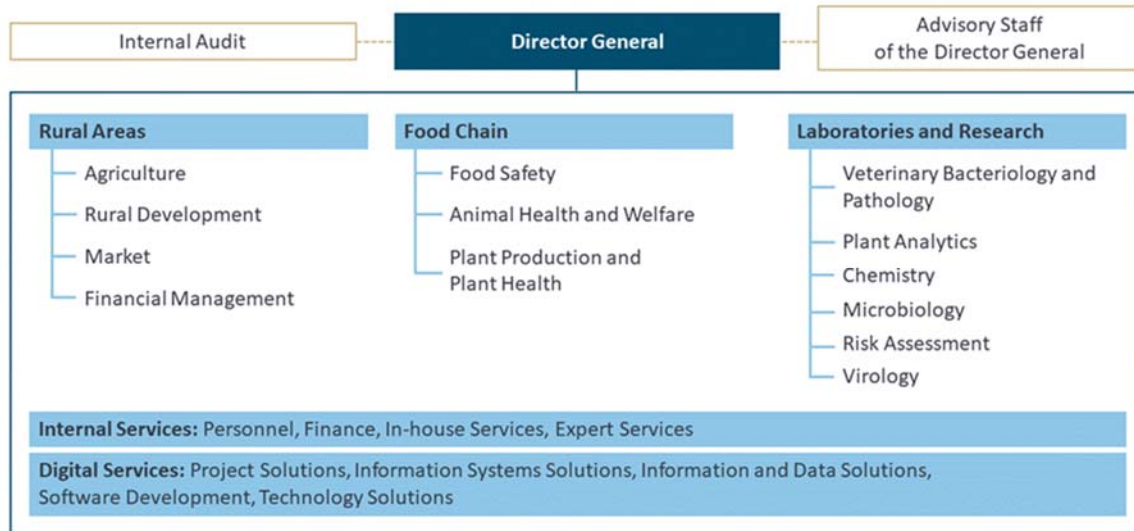 Internal Audit
Director General
Advisory Staff
of the Director General
Rural Areas
Agriculture
Rural Development
Market
Financial Management
Food Chain
Food Safety
Animal Health and Welfare
Plant Production and
Plant Health
Laboratories and Research
Veterinary Bacteriology and
Pathology
Plant Analytics
Chemistry
Microbiology
Risk Assessment
Virology
Internal Services: Personnel, Finance, In-house Services, Expert Services
Digital Services: Project Solutions, Information Systems Solutions, Information and Data Solutions,
Software Development, Technology Solutions